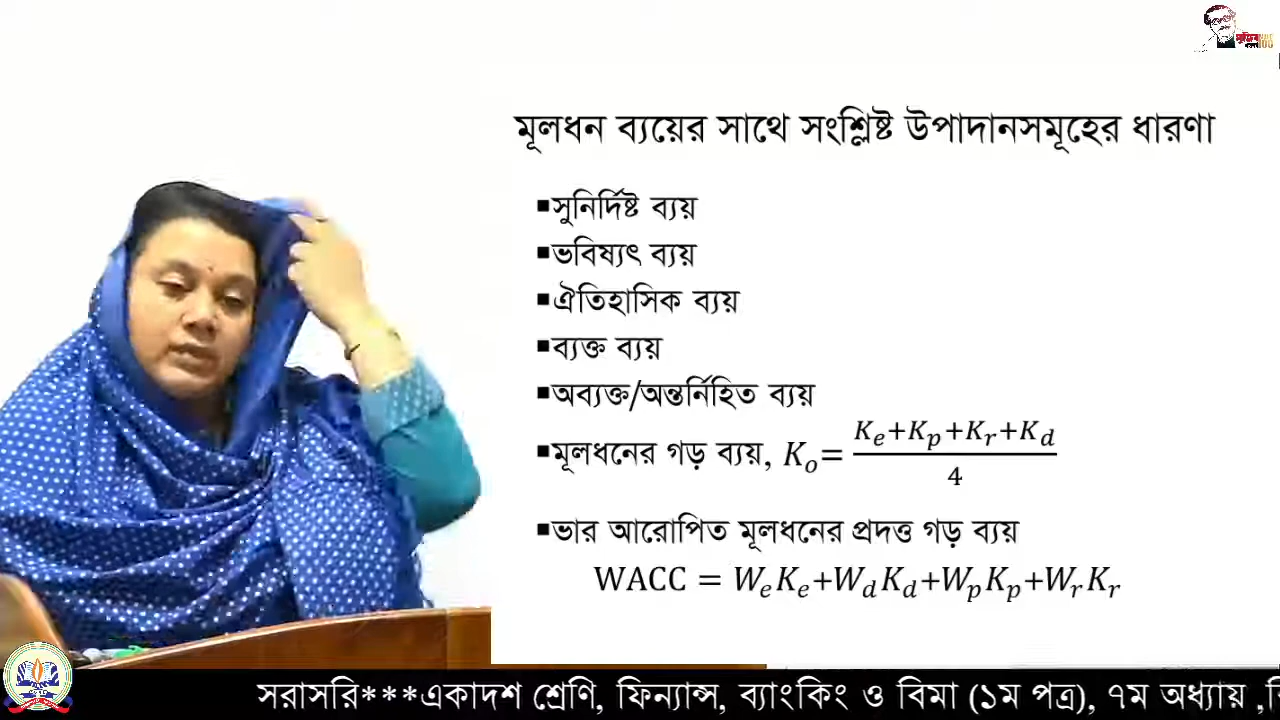 মূলধন ব্যয়ের সাথে সংশ্লিষ্ট উপাদানসমূহের ধারণা
▪সুনির্দিষ্ট ব্যয়
▪ভবিষ্যৎ ব্যয়
▪ঐতিহাসিক ব্যয়
▪ব্যক্ত ব্যয়
▪অব্যক্ত/অন্তর্নিহিত ব্যয়
▪মূলধনের গড় ব্যয়, Kₒ= (Kₑ+Kₚ+Kᵣ+K_d)/4
▪ভার আরোপিত মূলধনের প্রদত্ত গড় ব্যয়
WACC = WₑKₑ+W_dK_d+WₚKₚ+WᵣKᵣ
সরাসরি***একাদশ শ্রেণি, ফিন্যান্স, ব্যাংকিং ও বিমা (১ম পত্র), ৭ম অধ্যায় ,